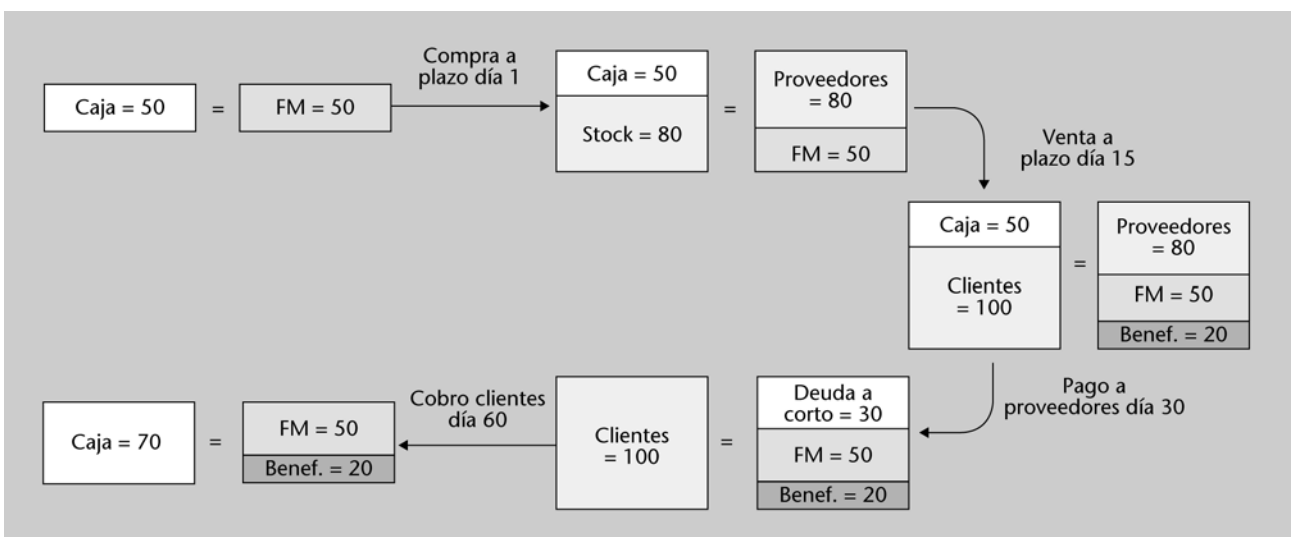 Caja = 50
=
FM = 50
Compra a
plazo día 1
Caja = 50
Stock = 80
=
Proveedores
= 80
FM = 50
Venta a
plazo día 15
Caja = 50
Clientes
= 100
=
Proveedores
= 80
FM = 50
Benef. = 20
Pago a
proveedores día 30
Deuda a
corto = 30
FM = 50
Benef. = 20
=
Clientes
= 100
Cobro clientes
día 60
FM = 50
Benef. = 20
=
Caja = 70